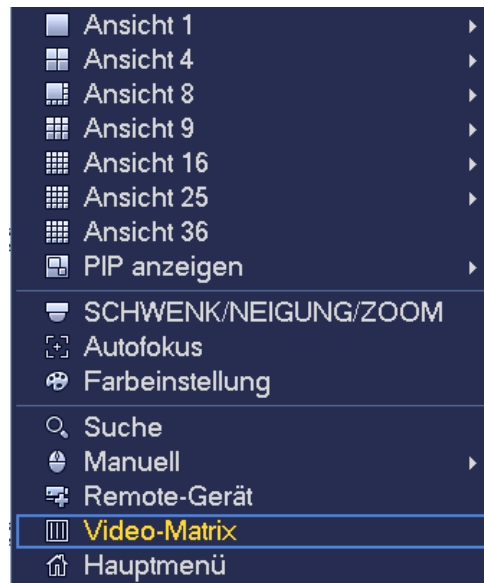 Ansicht 1
Ansicht 4
Ansicht 8
Ansicht 9
Ansicht 16
Ansicht 25
Ansicht 36
PIP anzeigen
SCHWENK/NEIGUNG/ZOOM
Autofokus
Farbeinstellung
Suche
Manuell
Remote-Gerät
Video-Matrix
Hauptmenü